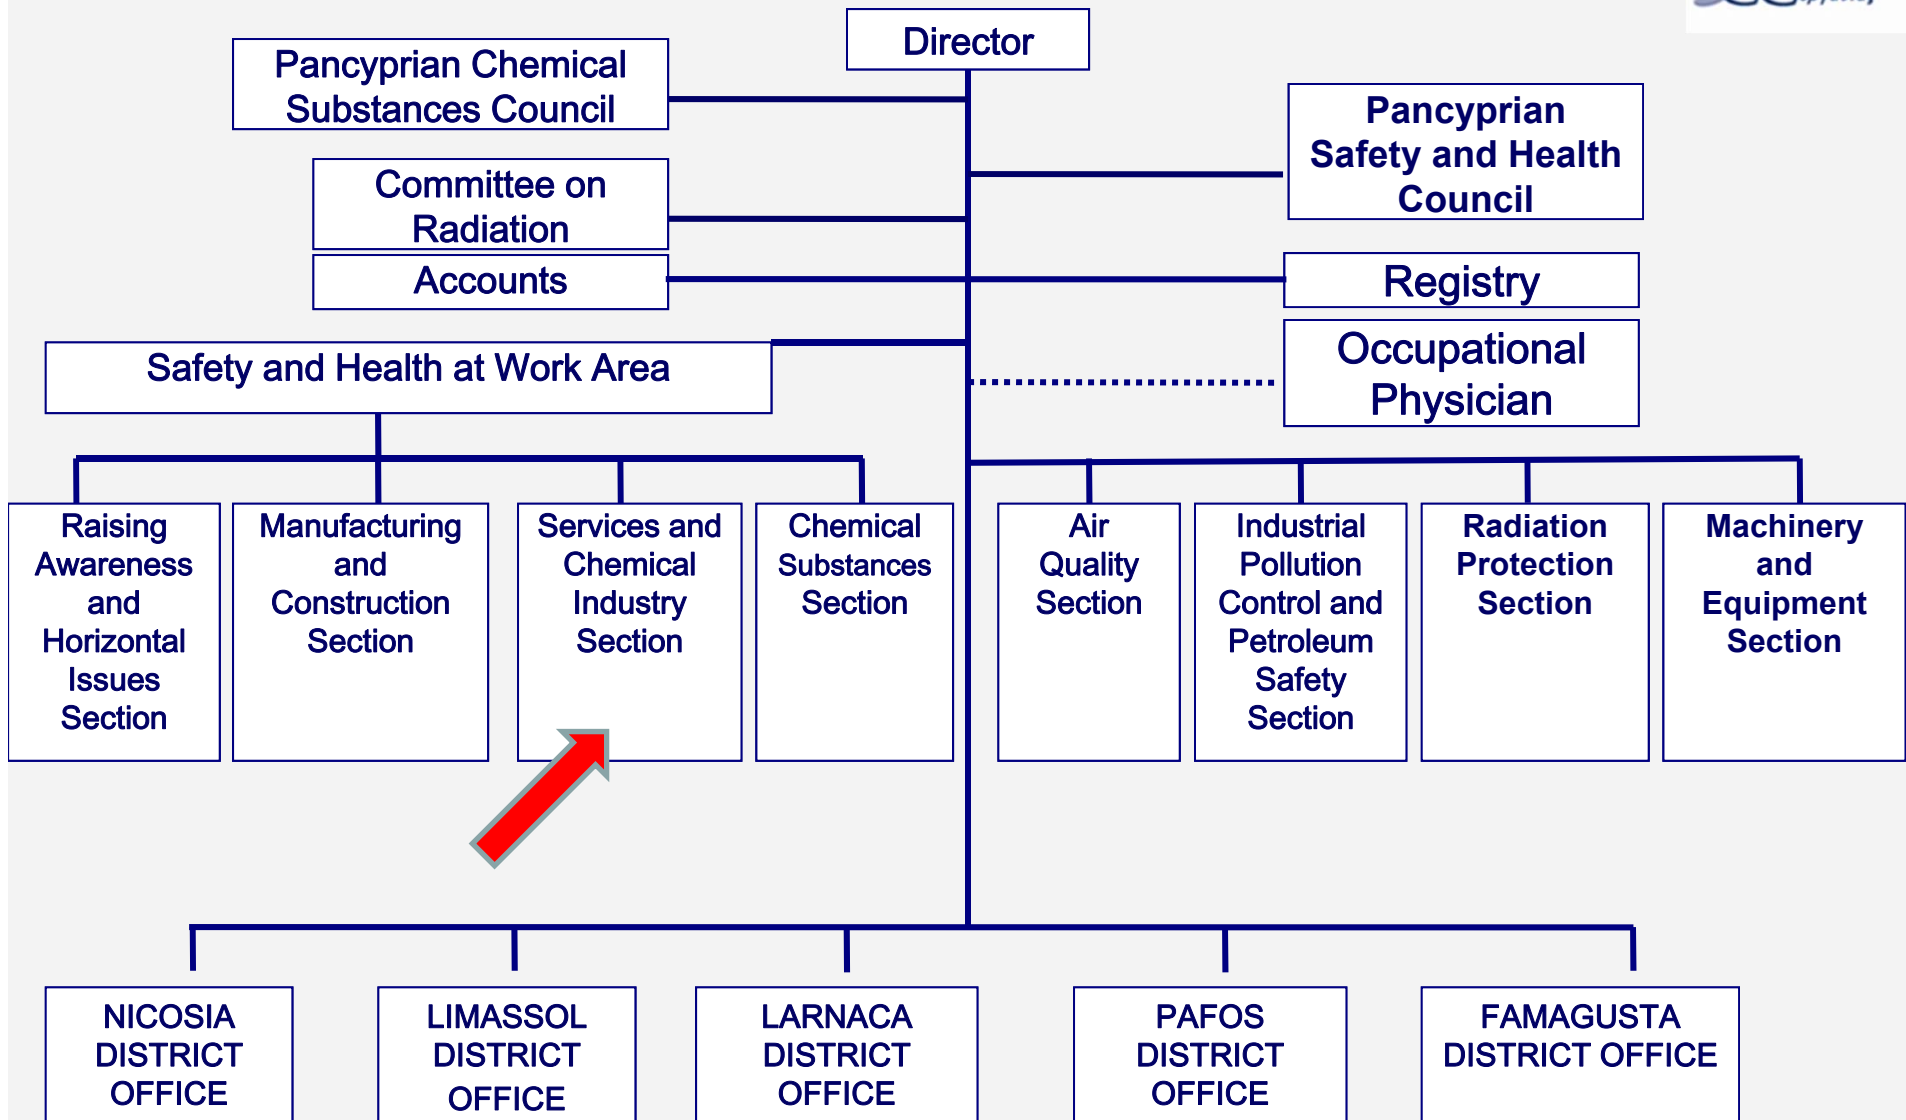 Director
Pancyprian Chemical
Substances Council
Pancyprian
Safety and Health
Council
Committee on
Radiation
Accounts
Registry
Safety and Health at Work Area
Occupational
Physician
Raising
Awareness
and
Horizontal
Issues
Section
Manufacturing
and
Construction
Section
Services and
Chemical
Industry
Section
Chemical
Substances
Section
Air
Quality
Section
Industrial
Pollution
Control and
Petroleum
Safety
Section
Radiation
Protection
Section
Machinery
and
Equipment
Section
NICOSIA
DISTRICT
OFFICE
LIMASSOL
DISTRICT
OFFICE
LARNACA
DISTRICT
OFFICE
PAFOS
DISTRICT
OFFICE
FAMAGUSTA
DISTRICT OFFICE